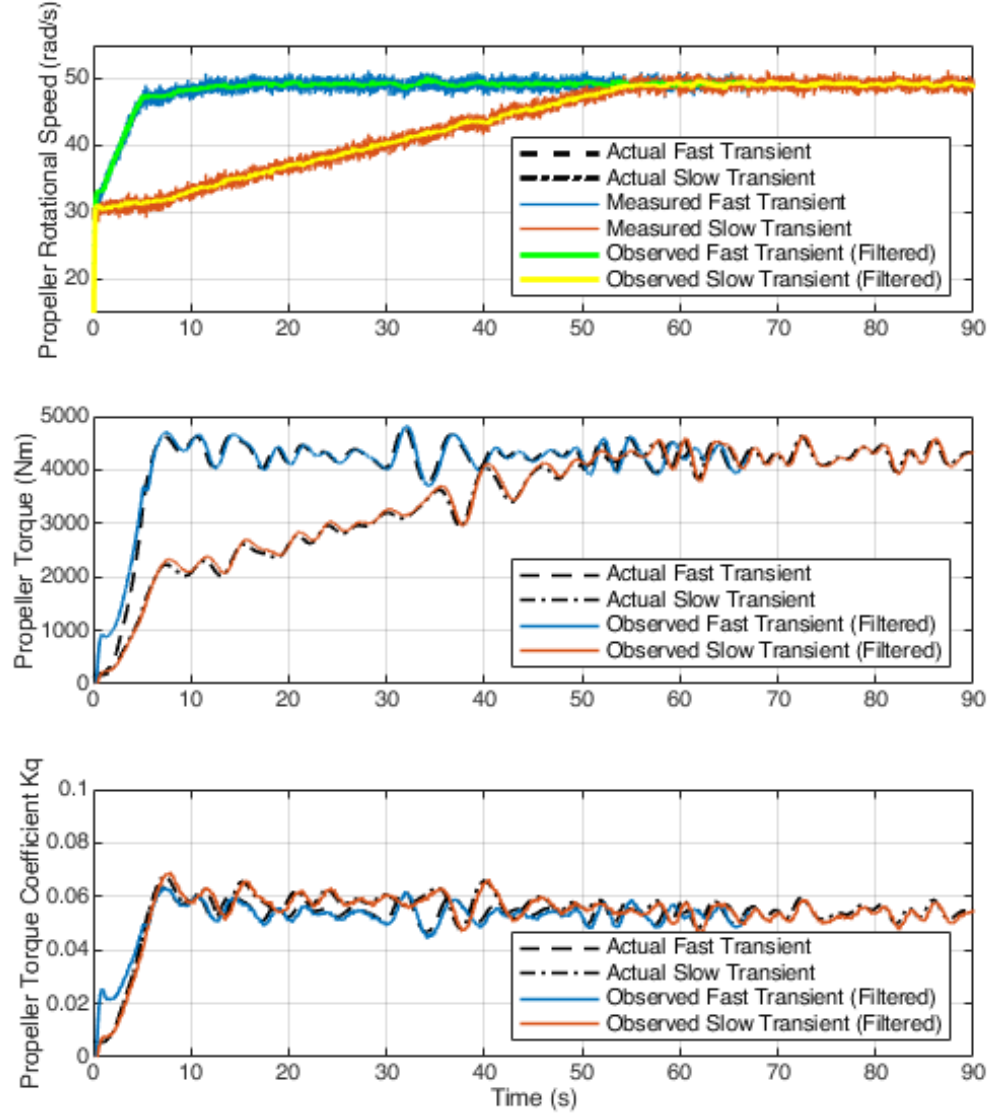 Propeller Rotational Speed (rad/s)
50
40
30
20
Actual Fast Transient
Actual Slow Transient
Measured Fast Transient
Measured Slow Transient
Observed Fast Transient (Filtered)
Observed Slow Transient (Filtered)
0 10 20 30 40 50 60 70 80 90
Propeller Torque (Nm)
5000
4000
3000
2000
1000
0
Actual Fast Transient
Actual Slow Transient
Observed Fast Transient (Filtered)
Observed Slow Transient (Filtered)
0 10 20 30 40 50 60 70 80 90
Propeller Torque Coefficient Kq
0.1
0.08
0.06
0.04
0.02
0
Actual Fast Transient
Actual Slow Transient
Observed Fast Transient (Filtered)
Observed Slow Transient (Filtered)
0 10 20 30 40 50 60 70 80 90
Time (s)